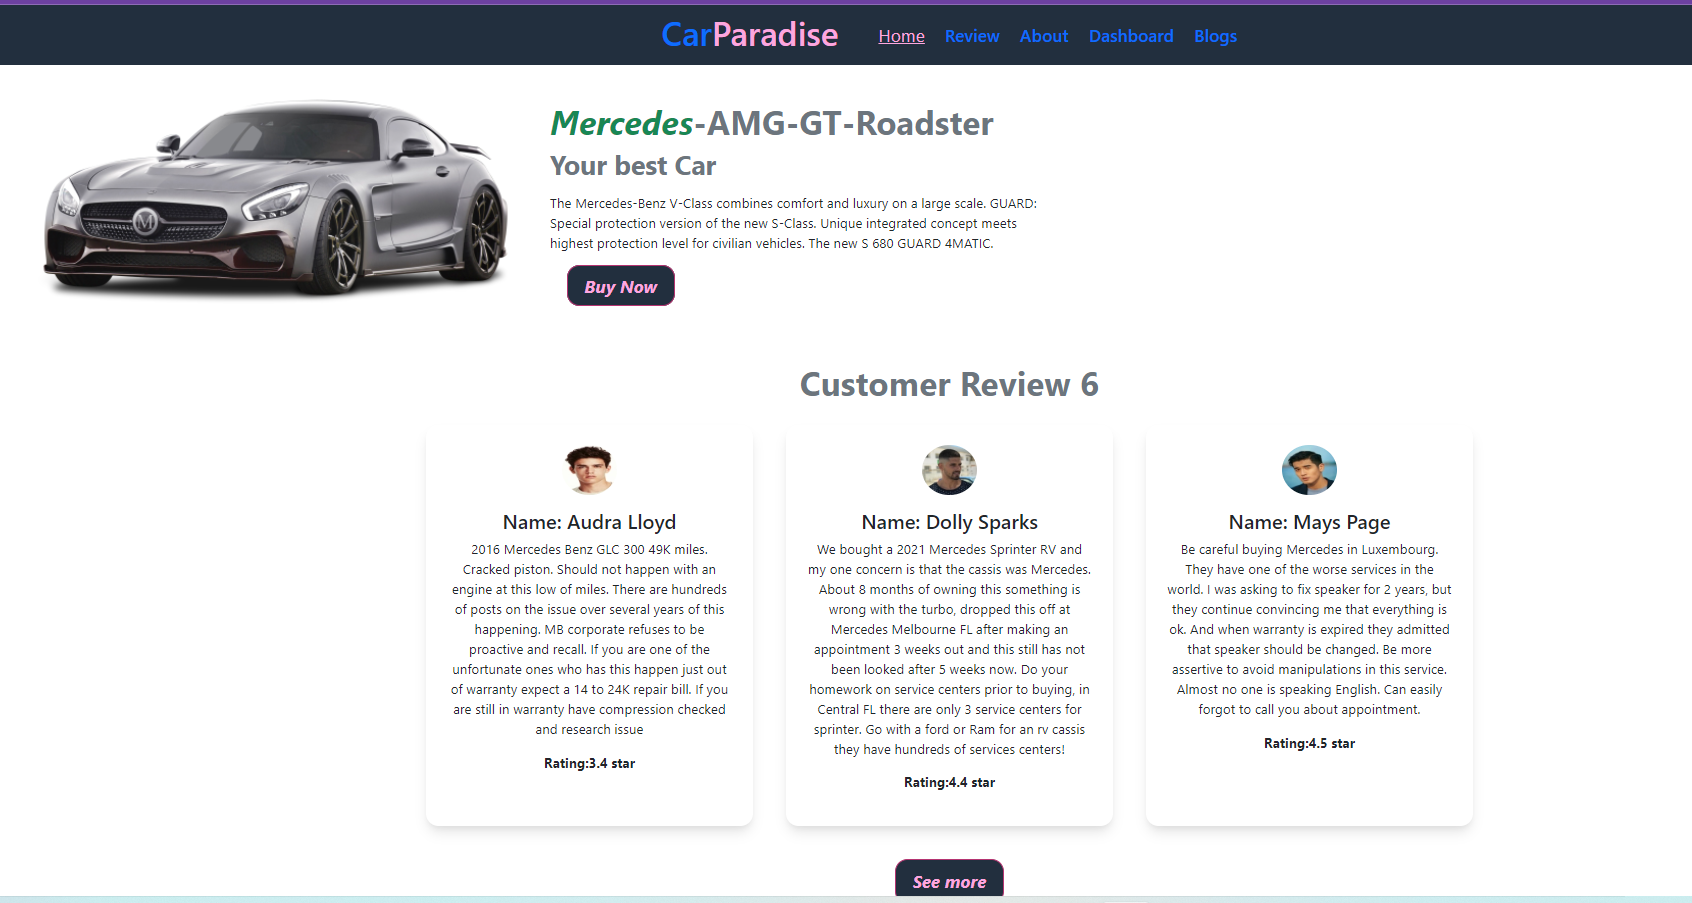 CarParadise Home Review About Dashboard Blogs
Mercedes-AMG-GT-Roadster
Your best Car
The Mercedes-Benz V-Class combines comfort and luxury on a large scale. GUARD:
Special protection version of the new S-Class. Unique integrated concept meets
highest protection level for civilian vehicles. The new S 680 GUARD 4MATIC.
Buy Now
Customer Review 6
Name: Audra Lloyd
2016 Mercedes Benz GLC 300 49K miles.
Cracked piston. Should not happen with an
engine at this low of miles. There are hundreds
of posts on the issue over several years of this
happening. MB corporate refuses to be
proactive and recall. If you are one of the
unfortunate ones who has this happen just out
of warranty expect a 14 to 24K repair bill. If you
are still in warranty have compression checked
and research issue
Rating:3.4 star
Name: Dolly Sparks
We bought a 2021 Mercedes Sprinter RV and
my one concern is that the cassis was Mercedes.
About 8 months of owning this something is
wrong with the turbo, dropped this off at
Mercedes Melbourne FL after making an
appointment 3 weeks out and this still has not
been looked after 5 weeks now. Do your
homework on service centers prior to buying, in
Central FL there are only 3 service centers for
sprinter. Go with a ford or Ram for an rv cassis
they have hundreds of services centers!
Rating:4.4 star
Name: Mays Page
Be careful buying Mercedes in Luxembourg.
They have one of the worse services in the
world. I was asking to fix speaker for 2 years, but
they continue convincing me that everything is
ok. And when warranty is expired they admitted
that speaker should be changed. Be more
assertive to avoid manipulations in this service.
Almost no one is speaking English. Can easily
forgot to call you about appointment.
Rating:4.5 star
See more